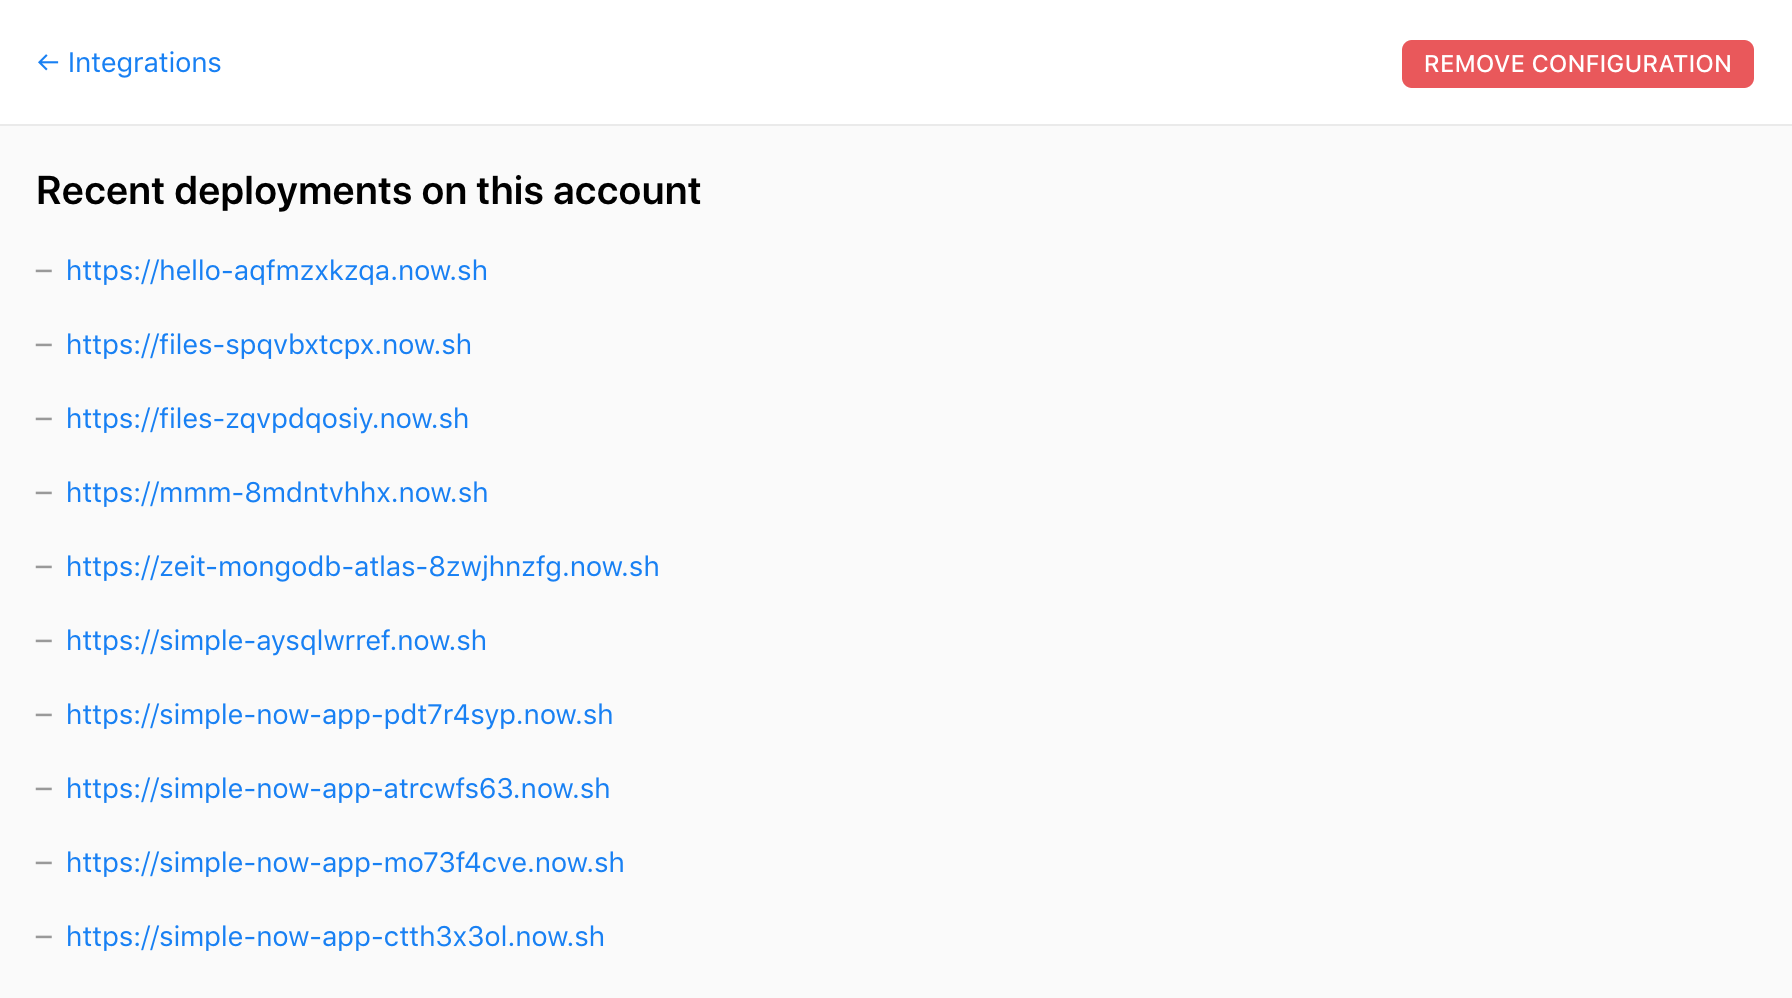 ← Integrations
REMOVE CONFIGURATION
Recent deployments on this account
– https://hello-aqfmzxkzqa.now.sh
– https://files-spqvbxtcpx.now.sh
– https://files-zqvpdqosiy.now.sh
– https://mmm-8mdntvhhx.now.sh
– https://zeit-mongodb-atlas-8zwjhnzfg.now.sh
– https://simple-aysqlwrref.now.sh
– https://simple-now-app-pdt7r4syp.now.sh
– https://simple-now-app-atrcwfs63.now.sh
– https://simple-now-app-mo73f4cve.now.sh
– https://simple-now-app-ctth3x3ol.now.sh